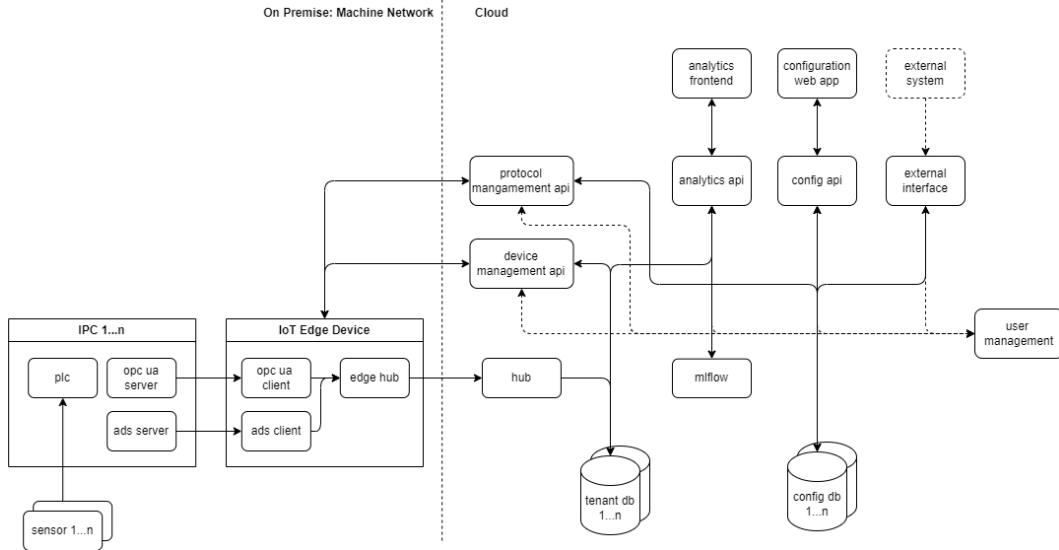 On Premise: Machine Network
Cloud
analytics
frontend
configuration
web app
external
system
protocol
mangamement api
analytics api
config api
external
interface
device
management api
user
management
IPC 1...n
IoT Edge Device
plc
opc ua
server
opc ua
client
edge hub
hub
mlflow
ads server
ads client
tenant db
1...n
config db
1...n
sensor 1...n